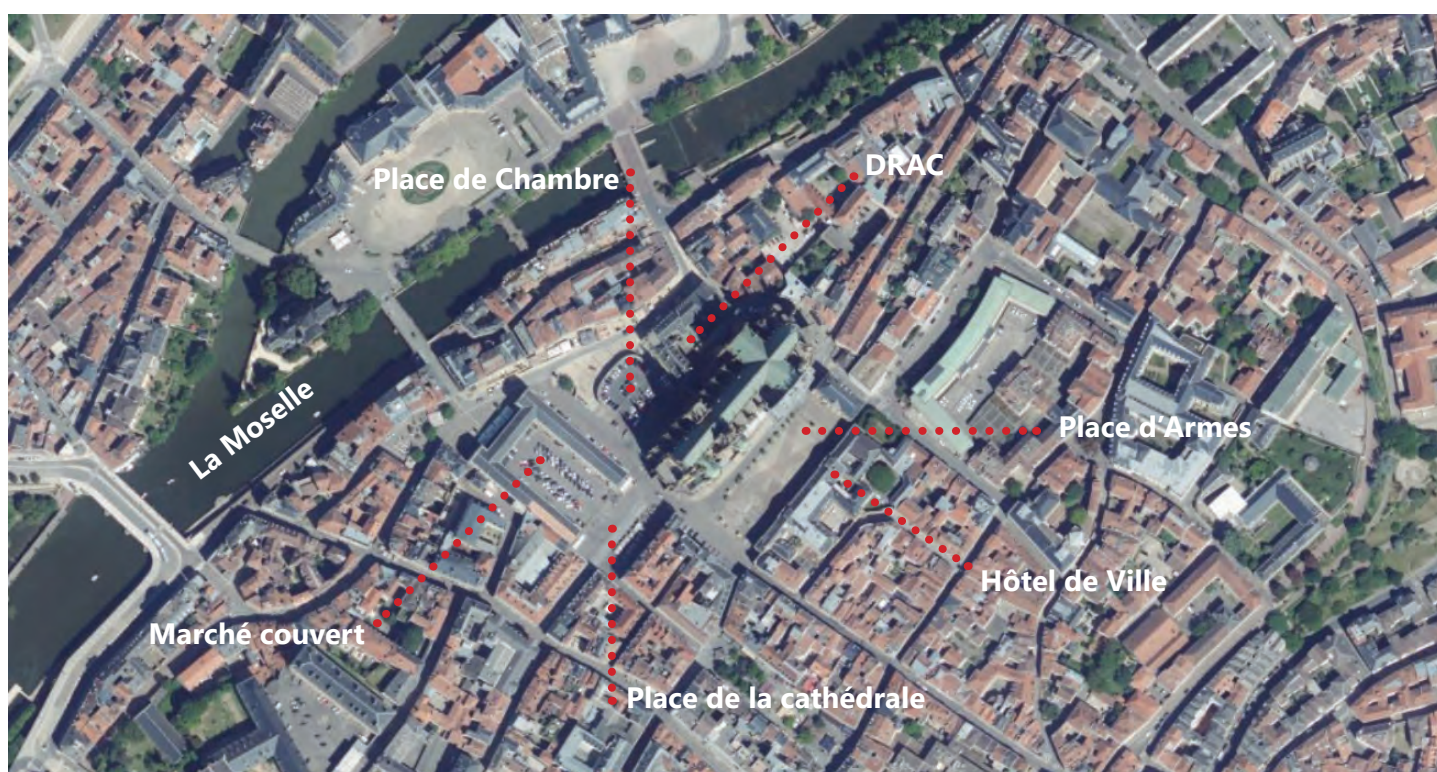 DRAC
Place de Chambre
La Moselle
Place d'Armes
Hôtel de Ville
Marché couvert
Place de la cathédrale